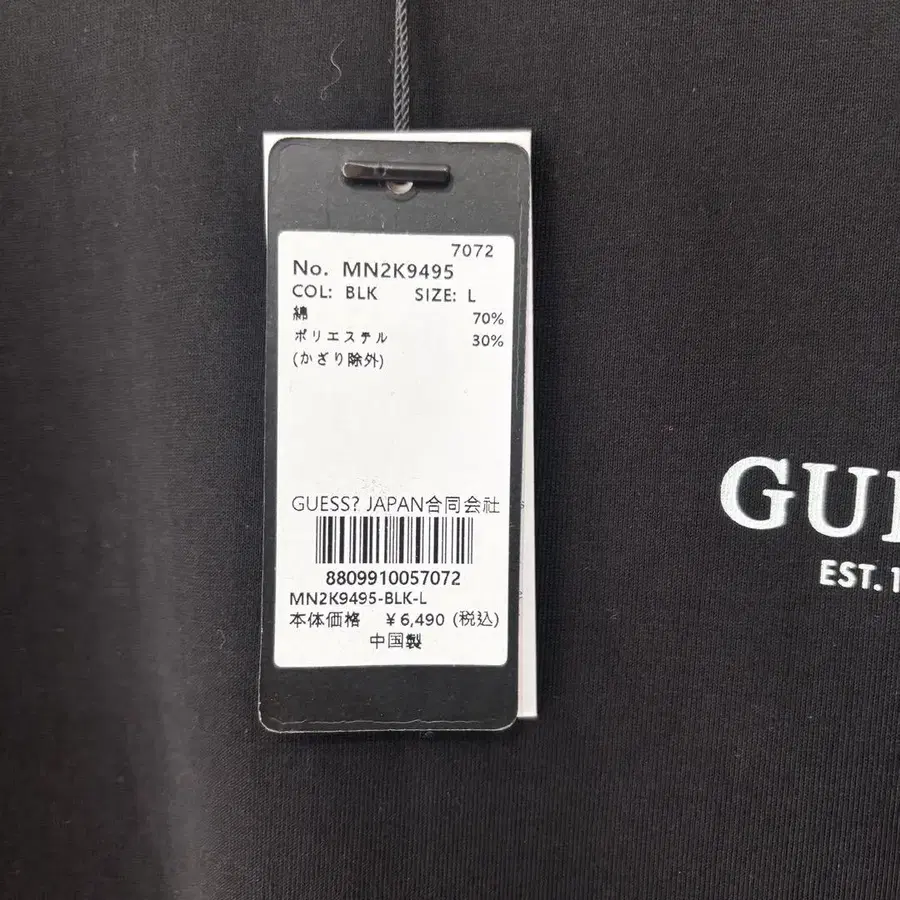 7072
No. MN2K9495
COL: BLK SIZE: L
綿 70%
ポリエステル 30%
(かざり除外)
GUESS? JAPAN合同会社
8809910057072
MN2K9495-BLK-L
本体価格 ¥6,490 (税込)
中国製
GU
EST. 1